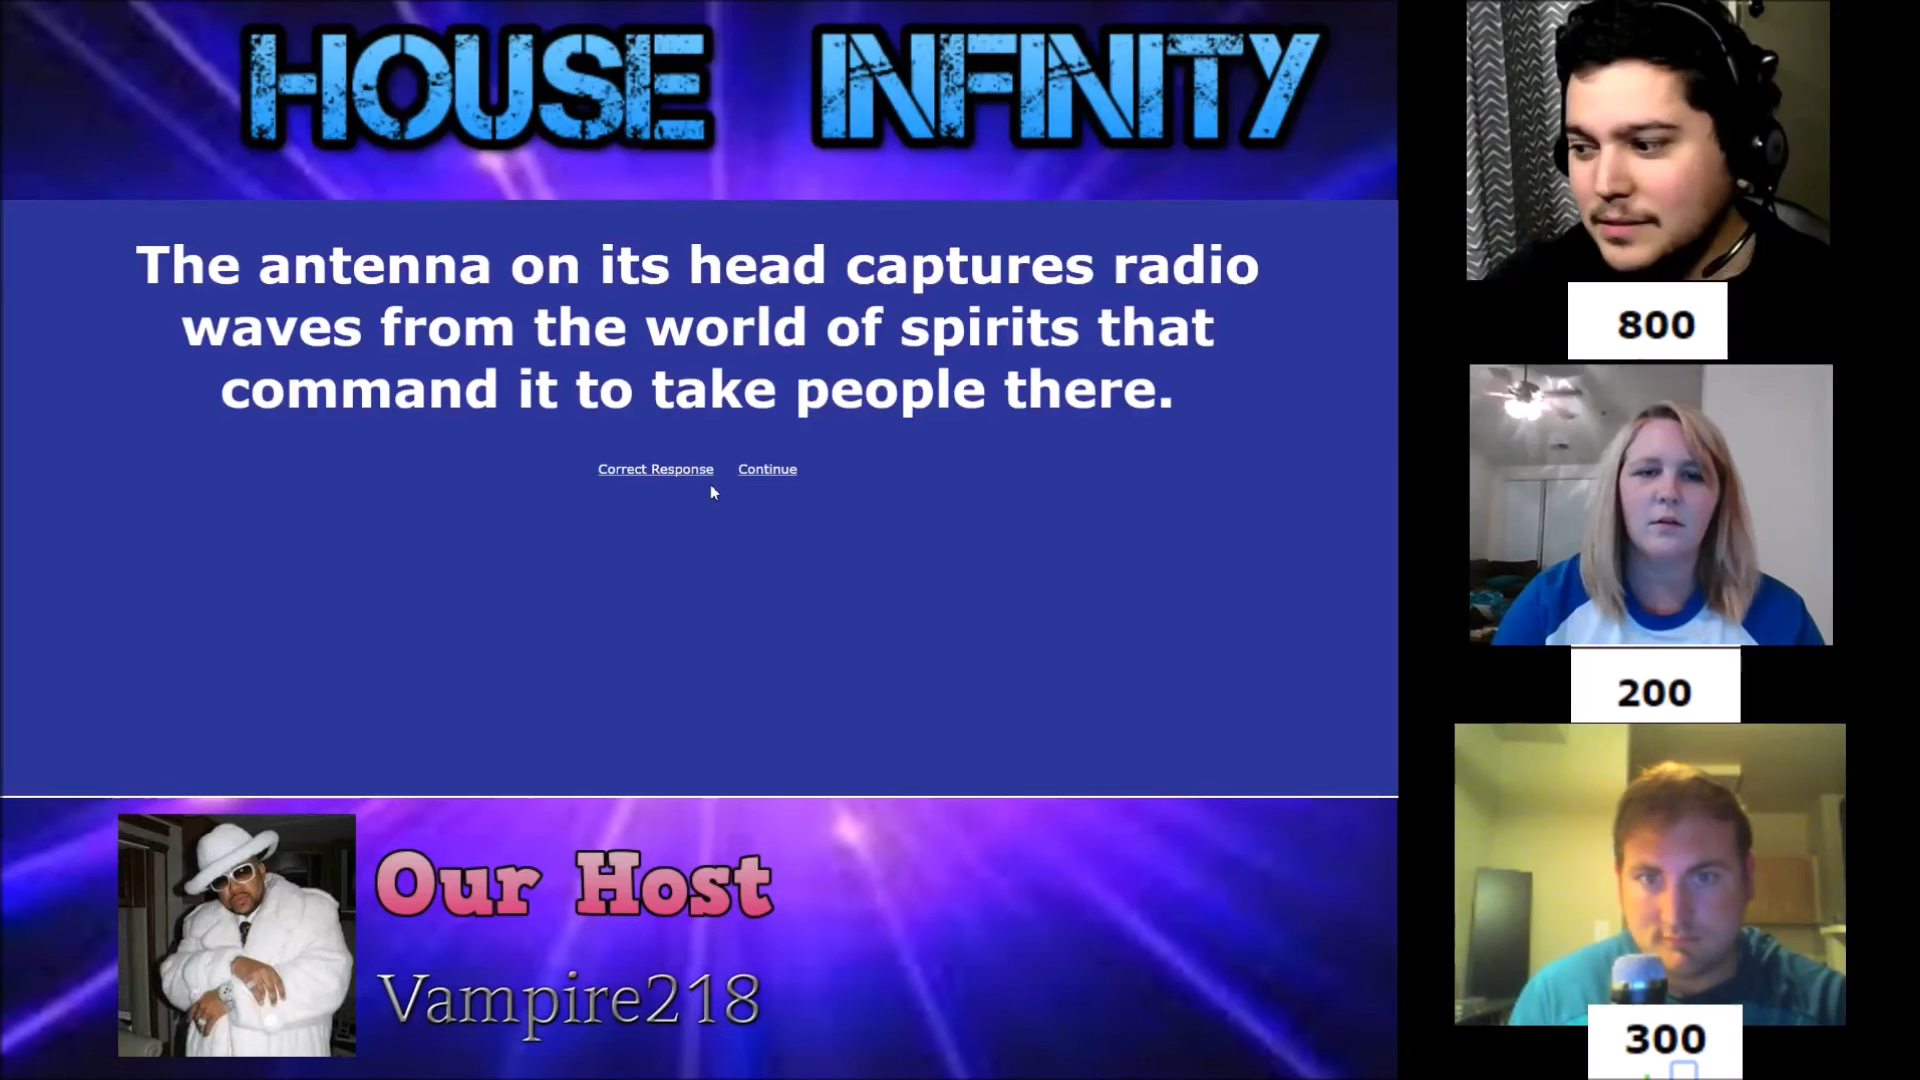 HOUSE INFINITY
The antenna on its head captures radio
waves from the world of spirits that
command it to take people there.
Correct Response Continue
800
200
300
Our Host
Vampire218